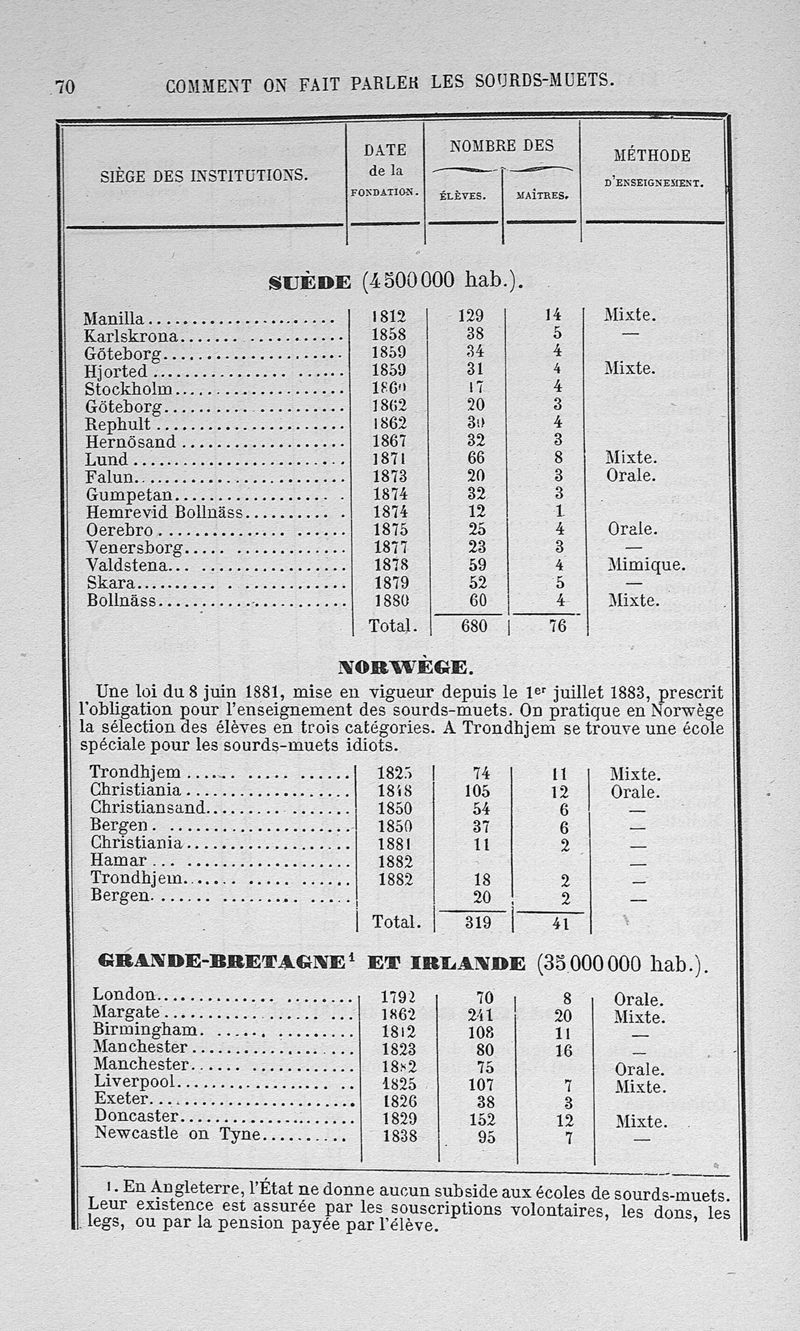 70 COMMENT ON FAIT PARLER LES SOURDS-MUETS.
SIÈGE DES INSTITUTIONS. DATE de la FONDATION. NOMBRE DES ÉLÈVES. MAÎTRES. MÉTHODE D'ENSEIGNEMENT.
SUÈDE (4 500 000 hab.).
Manilla 1812 129 14 Mixte.
Karlskrona 1858 38 5 —
Göteborg 1859 34 4
Hjorted 1859 31 4 Mixte.
Stockholm 1860 17 4
Göteborg 1862 20 3
Rephult 1862 30 4
Hernösand 1867 32 3
Lund 1871 66 8 Mixte.
Falun 1873 20 3 Orale.
Gumpetan 1874 32 3
Hemrevid Bollnäss 1874 12 1
Oerebro 1875 25 4 Orale.
Venersborg 1877 23 3 —
Valdstena 1878 59 4 Mimique.
Skara 1879 52 5 —
Bollnäss 1880 60 4 Mixte.
Total. 680 76
NORWÈGE.
Une loi du 8 juin 1881, mise en vigueur depuis le 1er juillet 1883, prescrit
l'obligation pour l'enseignement des sourds-muets. On pratique en Norwège
la sélection des élèves en trois catégories. A Trondhjem se trouve une école
spéciale pour les sourds-muets idiots.
Trondhjem 1825 74 11 Mixte.
Christiania 1848 105 12 Orale.
Christiansand 1850 54 6 —
Bergen 1850 37 6 —
Christiania 1881 11 2 —
Hamar 1882 —
Trondhjem 1882 18 2 —
Bergen 20 2 —
Total. 319 41
GRANDE-BRETAGNE¹ ET IRLANDE (35 000 000 hab.).
London 1792 70 8 Orale.
Margate 1862 241 20 Mixte.
Birmingham 1812 108 11 —
Manchester 1823 80 16 —
Manchester 1882 75 Orale.
Liverpool 1825 107 7 Mixte.
Exeter 1826 38 3
Doncaster 1829 152 12 Mixte.
Newcastle on Tyne 1838 95 7 —
1. En Angleterre, l'État ne donne aucun subside aux écoles de sourds-muets.
Leur existence est assurée par les souscriptions volontaires, les dons, les
legs, ou par la pension payée par l'élève.